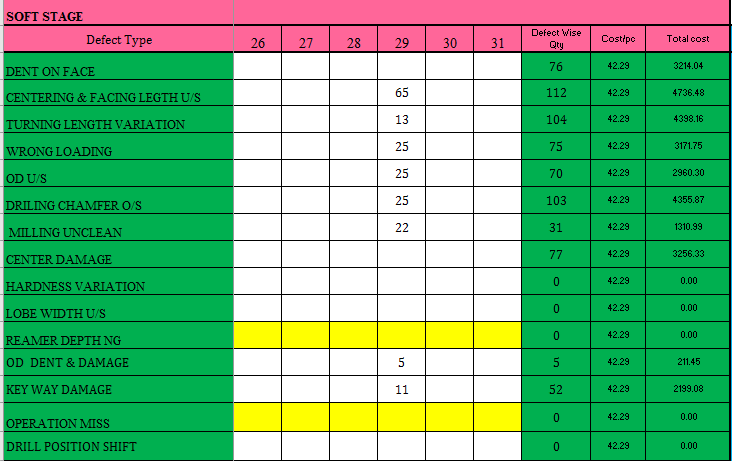 SOFT STAGE
Defect Type 26 27 28 29 30 31 Defect Wise Qty Cost/pc Total cost
DENT ON FACE 76 42.29 3214.04
CENTERING & FACING LEGTH U/S 65 112 42.29 4736.48
TURNING LENGTH VARIATION 13 104 42.29 4398.16
WRONG LOADING 25 75 42.29 3171.75
OD U/S 25 70 42.29 2960.30
DRILING CHAMFER O/S 25 103 42.29 4355.87
MILLING UNCLEAN 22 31 42.29 1310.99
CENTER DAMAGE 77 42.29 3256.33
HARDNESS VARIATION 0 42.29 0.00
LOBE WIDTH U/S 0 42.29 0.00
REAMER DEPTH NG 0 42.29 0.00
OD DENT & DAMAGE 5 5 42.29 211.45
KEY WAY DAMAGE 11 52 42.29 2199.08
OPERATION MISS 0 42.29 0.00
DRILL POSITION SHIFT 0 42.29 0.00